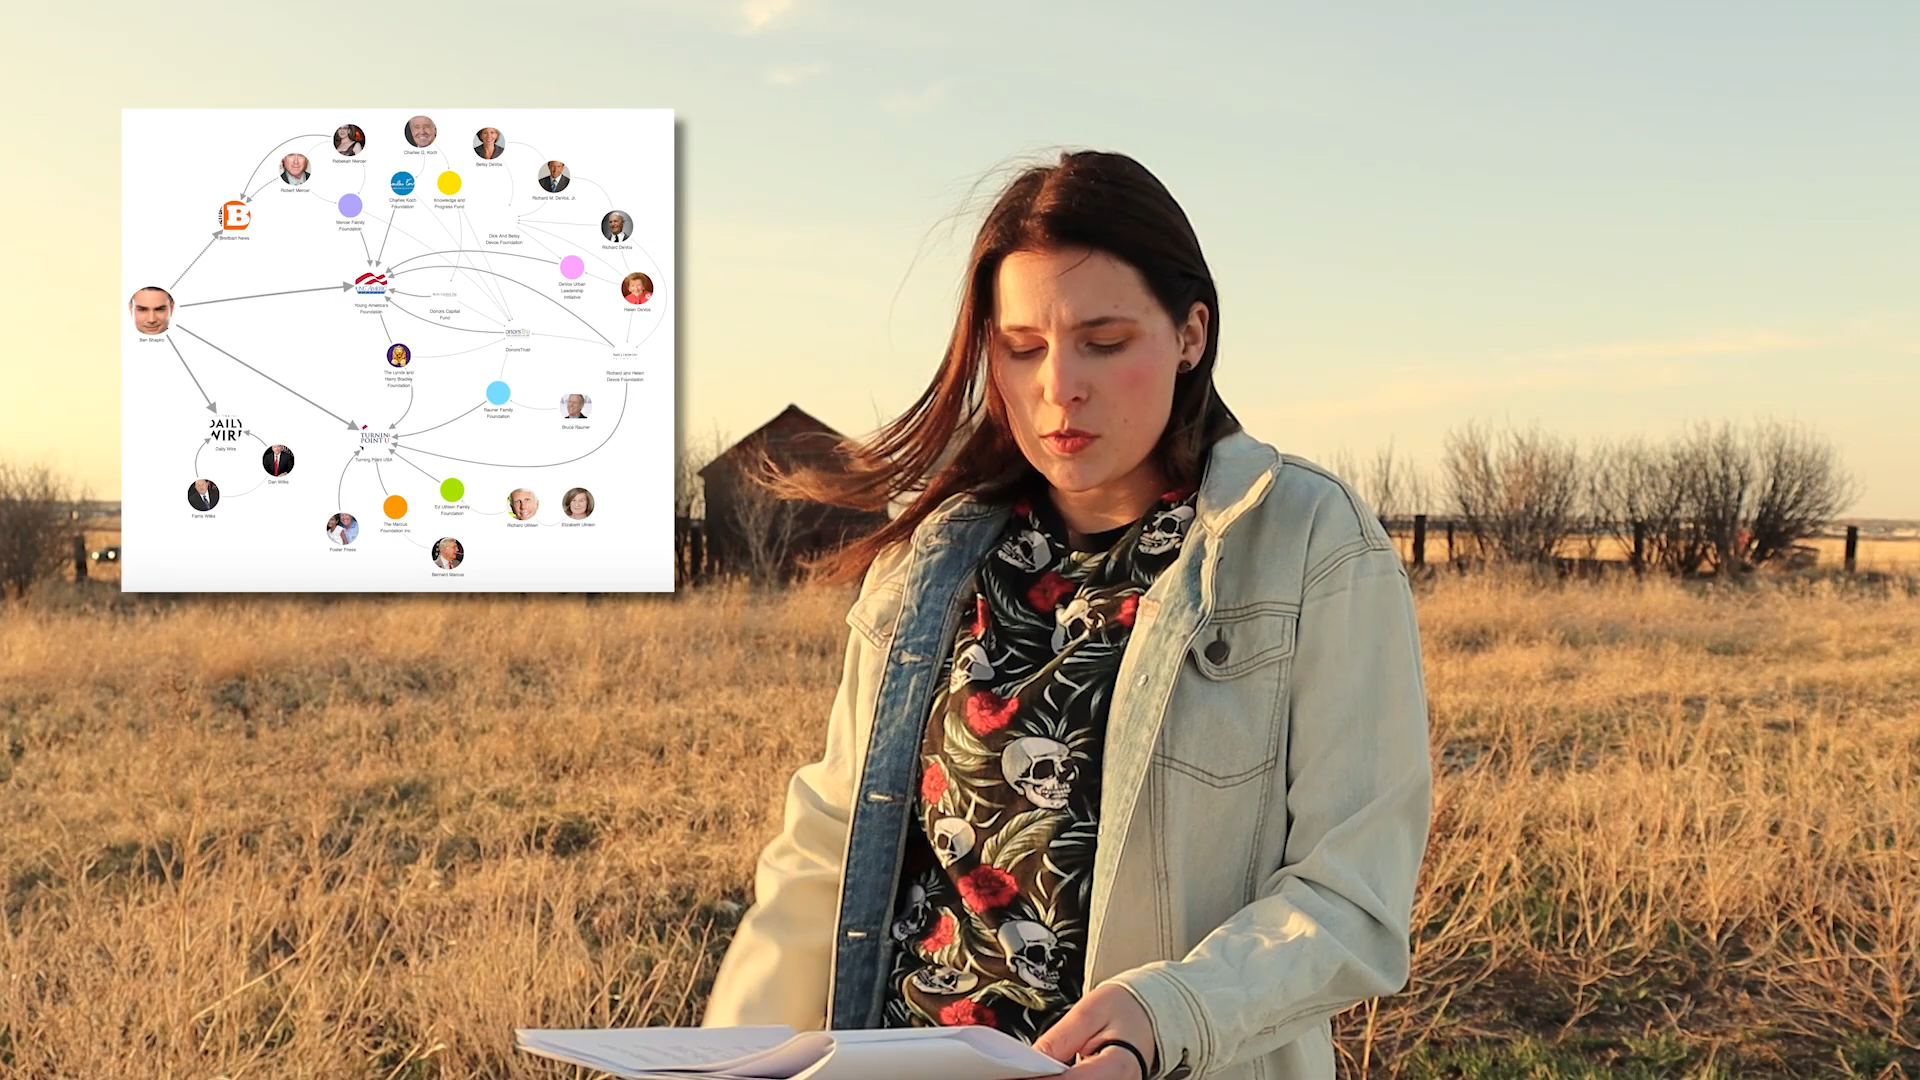 Rebekah Mercer
Charles G. Koch
Betsy DeVos
Robert Mercer
Richard M. DeVos, Jr.
Charles Koch
Foundation
Knowledge and
Progress Fund
Mercer Family
Foundation
B
Breitbart News
Dick And Betsy
Devos Foundation
Richard DeVos
DeVos Urban
Leadership
Initiative
Helen DeVos
Young America's
Foundation
Donors Capital
Fund
Ben Shapiro
DonorsTrust
The Lynde and
Harry Bradley
Foundation
Richard and Helen
Devos Foundation
Rauner Family
Foundation
Bruce Rauner
DAILY
WIRE
Daily Wire
TURNING
POINT U
Turning Point USA
Dan Wilks
Farris Wilks
Ed Uihlein Family
Foundation
Richard Uihlein
Elizabeth Uihlein
The Marcus
Foundation Inc.
Foster Friess
Bernard Marcus